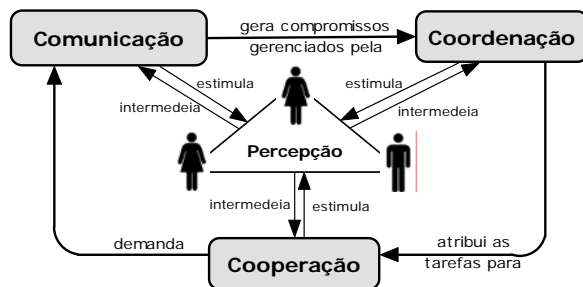 Comunicação
gera compromissos
gerenciados pela
Coordenação
estimula
intermedeia
estimula
intermedeia
Percepção
intermedeia
estimula
demanda
Cooperação
atribui as
tarefas para